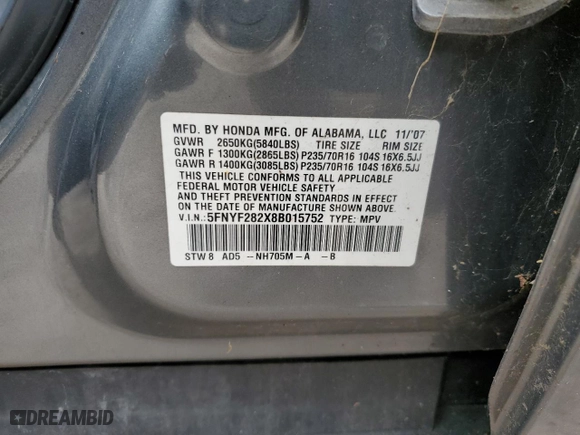 MFD. BY HONDA MFG. OF ALABAMA, LLC 11/'07
GVWR 2650KG(5840LBS) TIRE SIZE RIM SIZE
GAWR F 1300KG(2865LBS) P235/70R16 104S 16X6.5JJ
GAWR R 1400KG(3085LBS) P235/70R16 104S 16X6.5JJ
THIS VEHICLE CONFORMS TO ALL APPLICABLE
FEDERAL MOTOR VEHICLE SAFETY
AND THEFT PREVENTION STANDARDS IN EFFECT
ON THE DATE OF MANUFACTURE SHOWN ABOVE.
V.I.N.: 5FNYF282X8B015752 TYPE: MPV
STW 8 AD5 -NH705M-A -B
DREAMBID